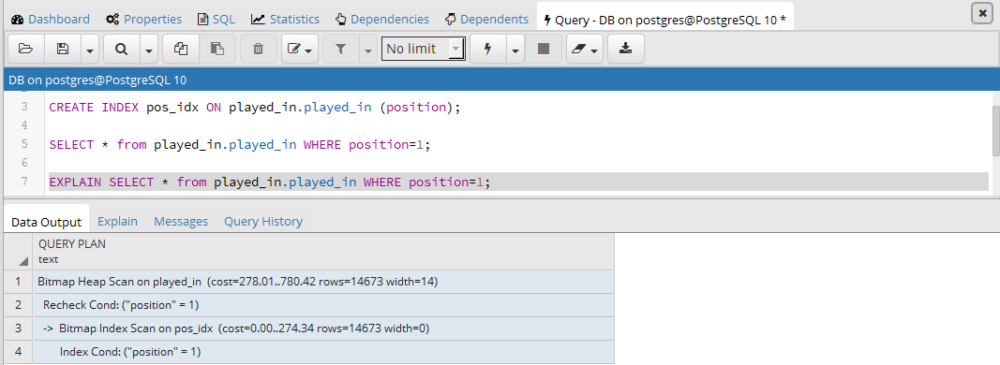 Dashboard Properties SQL Statistics Dependencies Dependents Query - DB on postgres@PostgreSQL 10 *
No limit
DB on postgres@PostgreSQL 10
3 CREATE INDEX pos_idx ON played_in.played_in (position);
4
5 SELECT * from played_in.played_in WHERE position=1;
6
7 EXPLAIN SELECT * from played_in.played_in WHERE position=1;
Data Output Explain Messages Query History
QUERY PLAN
text
1 Bitmap Heap Scan on played_in (cost=278.01..780.42 rows=14673 width=14)
2 Recheck Cond: ("position" = 1)
3 -> Bitmap Index Scan on pos_idx (cost=0.00..274.34 rows=14673 width=0)
4 Index Cond: ("position" = 1)